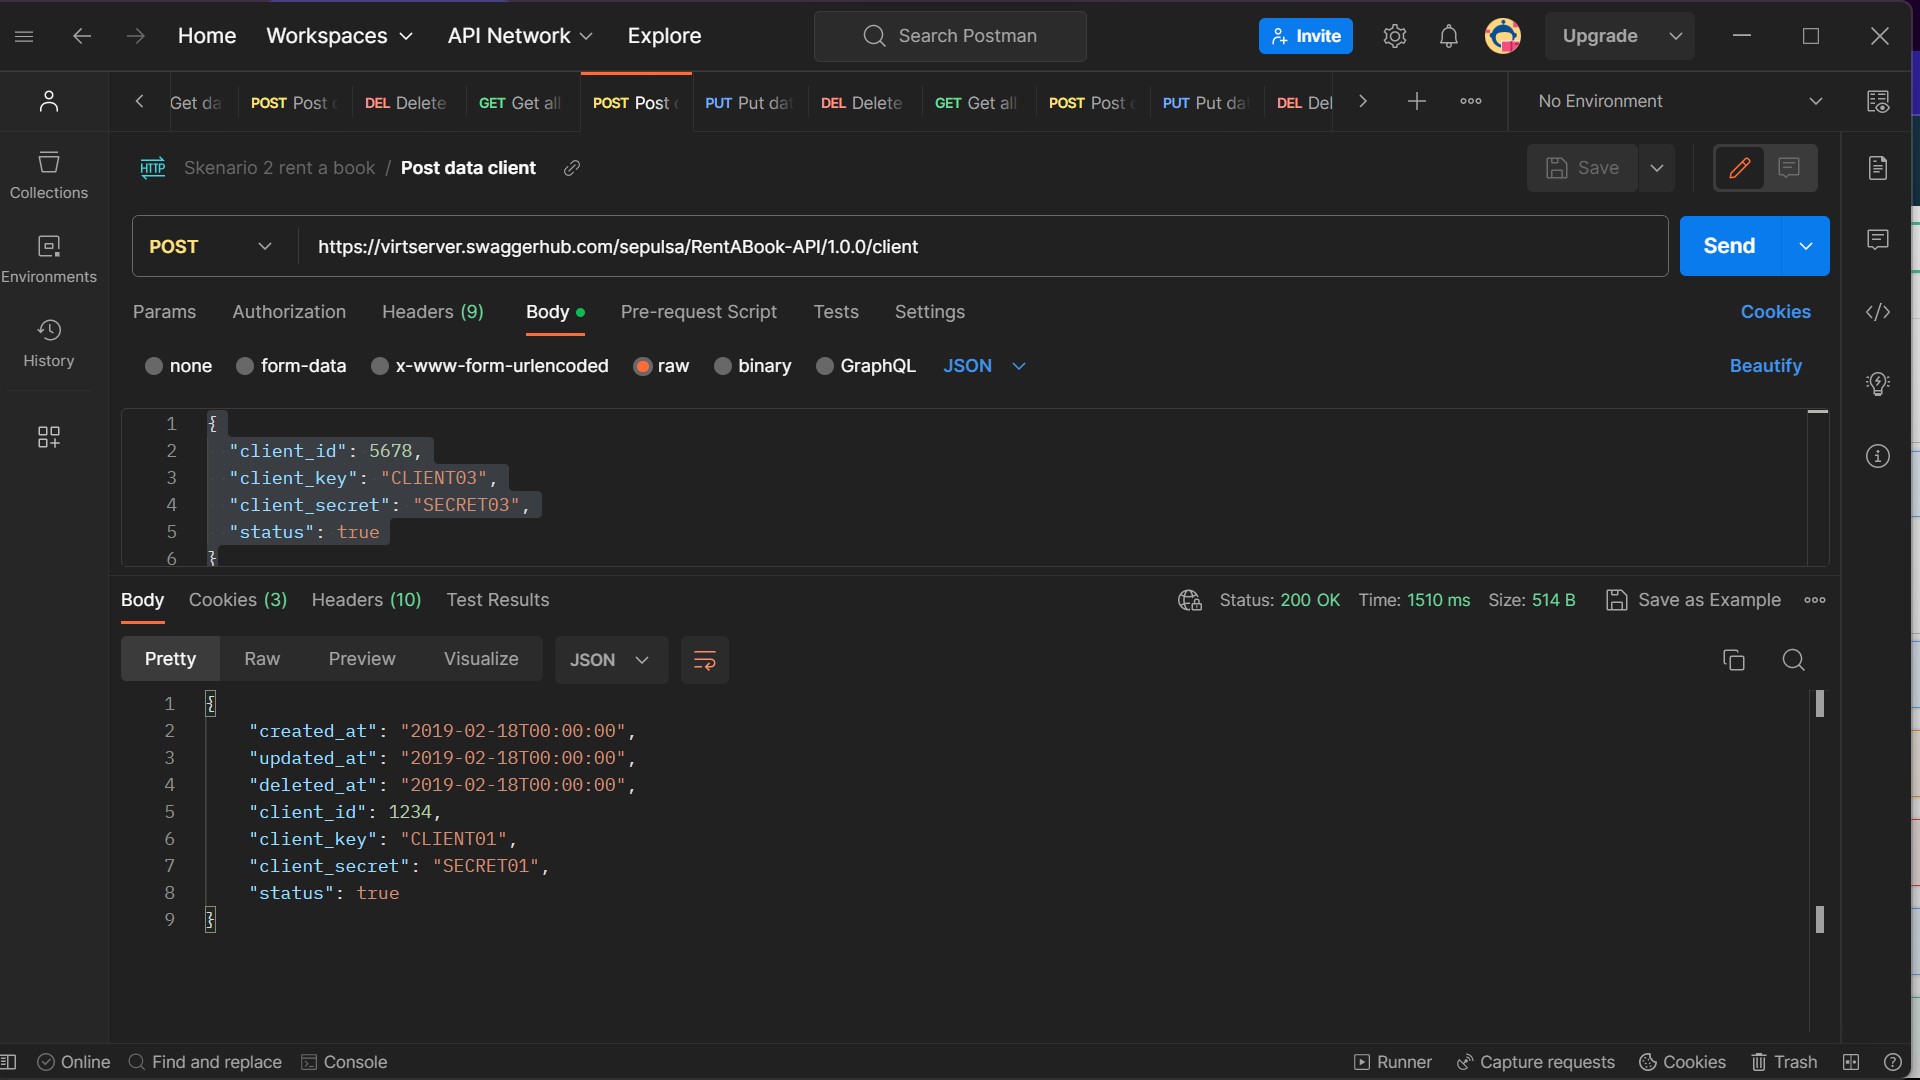 Home Workspaces API Network Explore Search Postman Invite Upgrade
Get da POST Post DEL Delete GET Get all POST Post PUT Put dat DEL Delete GET Get all POST Post PUT Put da DEL Del No Environment
HTTP Skenario 2 rent a book / Post data client Save
Collections
POST https://virtserver.swaggerhub.com/sepulsa/RentABook-API/1.0.0/client Send
Environments
Params Authorization Headers (9) Body Pre-request Script Tests Settings Cookies
History
none form-data x-www-form-urlencoded raw binary GraphQL JSON Beautify
1 {
2 "client_id": 5678,
3 "client_key": "CLIENT03",
4 "client_secret": "SECRET03",
5 "status": true
6 }
Body Cookies (3) Headers (10) Test Results Status: 200 OK Time: 1510 ms Size: 514 B Save as Example
Pretty Raw Preview Visualize JSON
1 {
2 "created_at": "2019-02-18T00:00:00",
3 "updated_at": "2019-02-18T00:00:00",
4 "deleted_at": "2019-02-18T00:00:00",
5 "client_id": 1234,
6 "client_key": "CLIENT01",
7 "client_secret": "SECRET01",
8 "status": true
9 }
Online Find and replace Console Runner Capture requests Cookies Trash